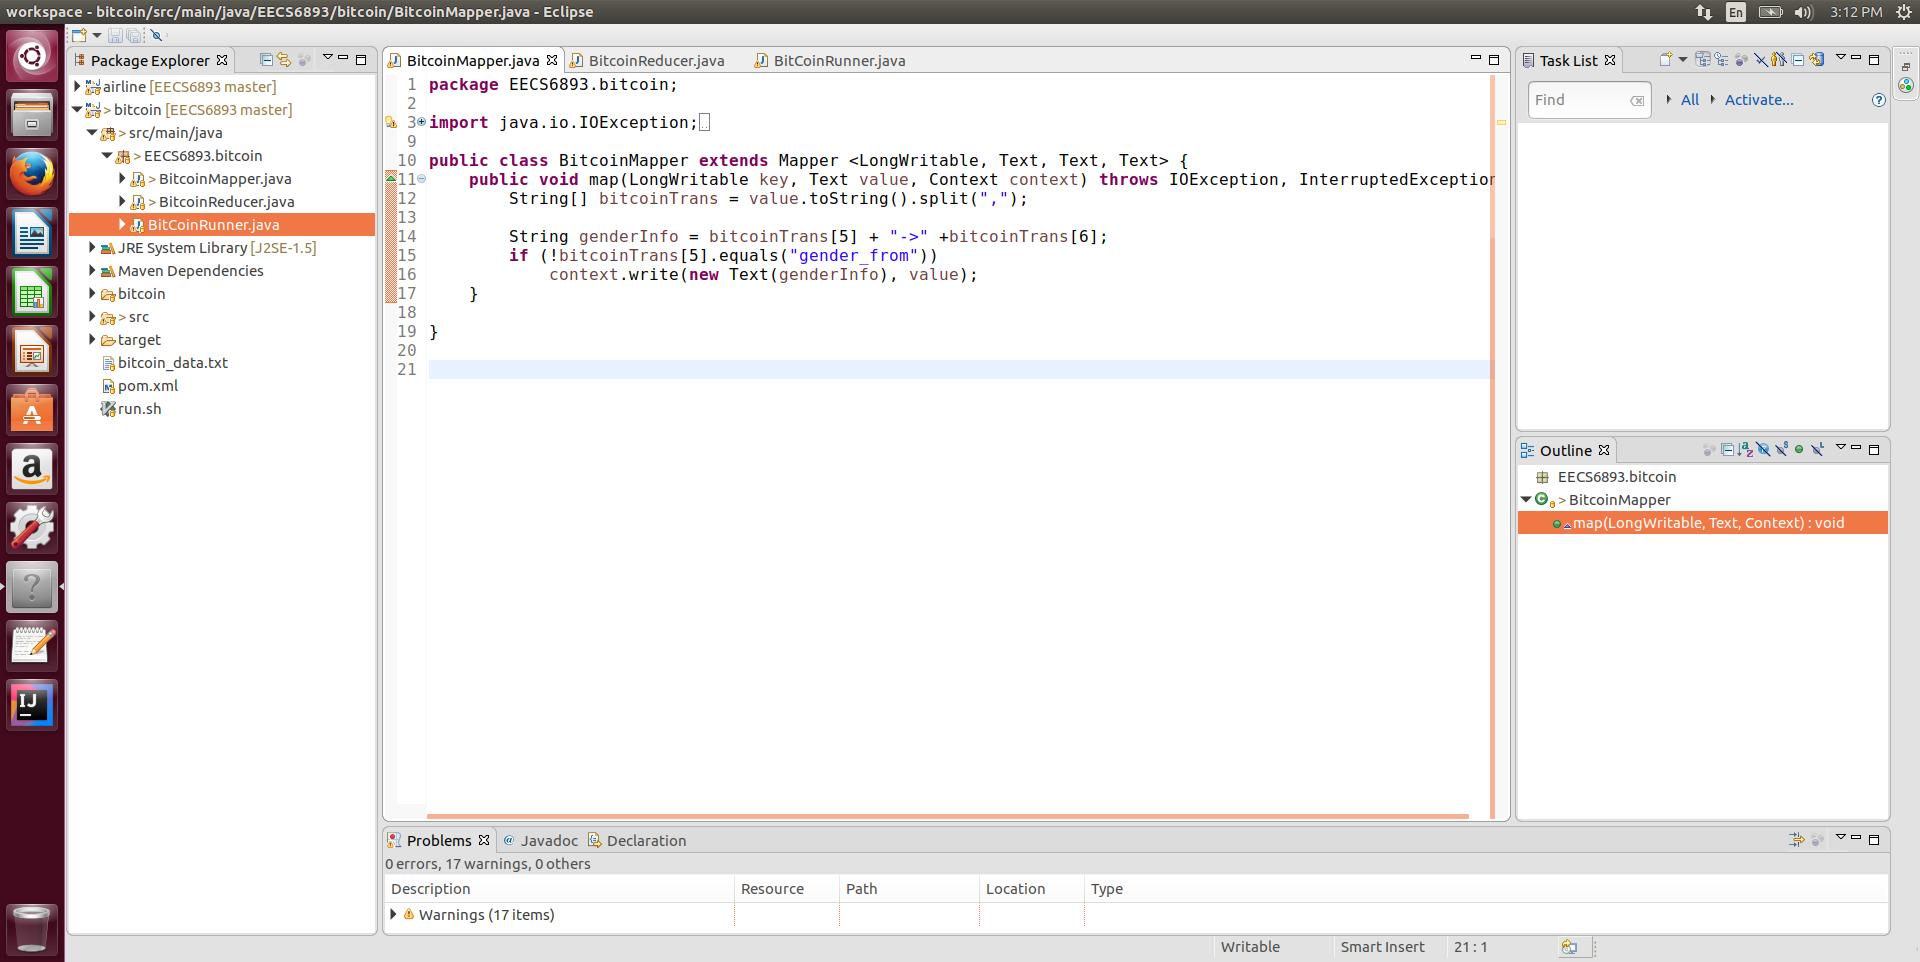 workspace - bitcoin/src/main/java/EECS6893/bitcoin/BitcoinMapper.java - Eclipse
En
3:12 PM
Package Explorer
airline [EECS6893 master]
> bitcoin [EECS6893 master]
> src/main/java
> EECS6893.bitcoin
> BitcoinMapper.java
> BitcoinReducer.java
BitCoinRunner.java
JRE System Library [J2SE-1.5]
Maven Dependencies
bitcoin
> src
target
bitcoin_data.txt
pom.xml
run.sh
BitcoinMapper.java
BitcoinReducer.java
BitCoinRunner.java
1 package EECS6893.bitcoin;
2
3 import java.io.IOException;
9
10 public class BitcoinMapper extends Mapper <LongWritable, Text, Text, Text> {
11 public void map(LongWritable key, Text value, Context context) throws IOException, InterruptedException
12 String[] bitcoinTrans = value.toString().split(",");
13
14 String genderInfo = bitcoinTrans[5] + "->" +bitcoinTrans[6];
15 if (!bitcoinTrans[5].equals("gender_from"))
16 context.write(new Text(genderInfo), value);
17 }
18
19 }
20
21
Task List
Find
All
Activate...
Outline
EECS6893.bitcoin
> BitcoinMapper
map(LongWritable, Text, Context) : void
Problems
@ Javadoc
Declaration
0 errors, 17 warnings, 0 others
Description Resource Path Location Type
Warnings (17 items)
Writable
Smart Insert
21 : 1